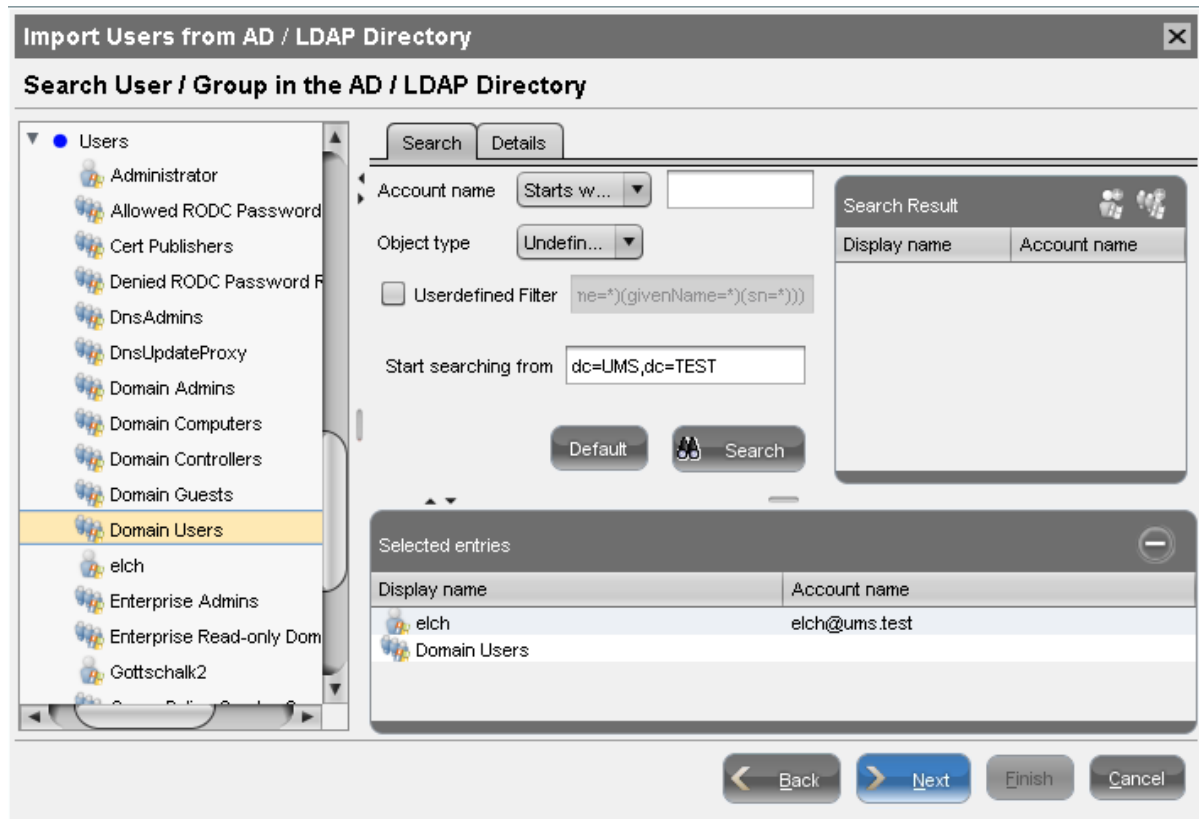 Import Users from AD / LDAP Directory
Search User / Group in the AD / LDAP Directory
Users
Administrator
Allowed RODC Password
Cert Publishers
Denied RODC Password R
DnsAdmins
DnsUpdateProxy
Domain Admins
Domain Computers
Domain Controllers
Domain Guests
Domain Users
elch
Enterprise Admins
Enterprise Read-only Dom
Gottschalk2
Search Details
Account name Starts w...
Object type Undefin...
Userdefined Filter ne=*)(givenName=*)(sn=*)))
Start searching from dc=UMS,dc=TEST
Default Search
Search Result
Display name Account name
Selected entries
Display name Account name
elch elch@ums.test
Domain Users
Back Next Finish Cancel